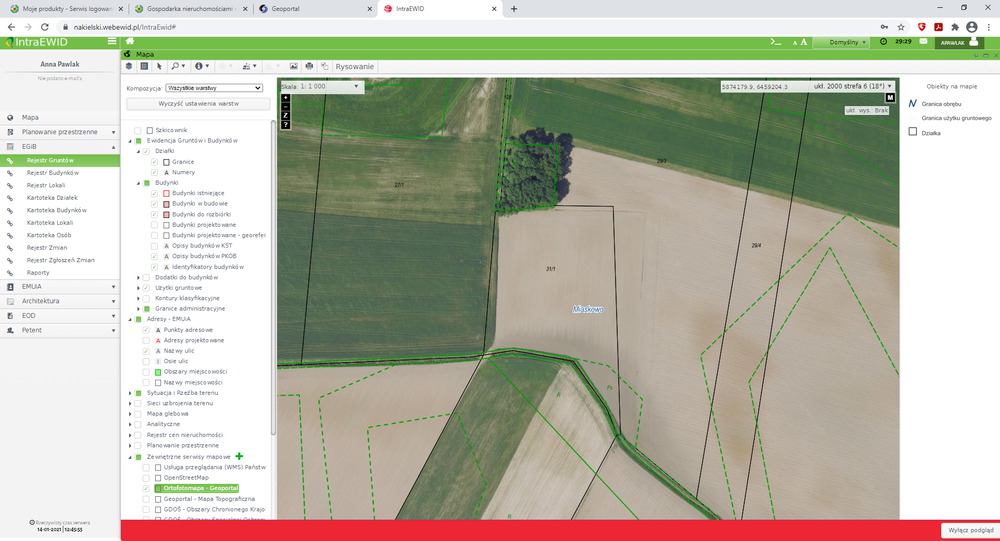 Moje produkty - Serwis logowan
Gospodarka nieruchomościami -
Geoportal
IntraEWID
nakielski.webewid.pl/IntraEwid#
IntraEWID
Domyślny
29:29
APAWLAK
A A
Mapa
Anna Pawlak
Nie podano e-mail'a
Rysowanie
Kompozycja: Wszystkie warstwy
Wyczyść ustawienia warstw
Mapa
Planowanie przestrzenne
EGiB
Rejestr Gruntów
Rejestr Budynków
Rejestr Lokali
Kartoteka Działek
Kartoteka Budynków
Kartoteka Lokali
Kartoteka Osób
Rejestr Zmian
Rejestr Zgłoszeń Zmian
Raporty
EMUiA
Architektura
EOD
Petent
Rzeczywisty czas serwera
14-01-2021 | 12:45:55
Szkicownik
Ewidencja Gruntów i Budynków
Działki
Granice
A Numery
Budynki
Budynki istniejące
Budynki w budowie
Budynki do rozbiórki
Budynki projektowane
Budynki projektowane - georefer
A Opisy budynków KŚT
A Opisy budynków PKOB
A Identyfikatory budynków
Dodatki do budynków
Użytki gruntowe
Kontury klasyfikacyjne
Granice administracyjne
Adresy - EMUiA
A Punkty adresowe
A Adresy projektowane
A Nazwy ulic
Osie ulic
Obszary miejscowości
Nazwy miejscowości
Sytuacja i Rzeźba terenu
Sieci uzbrojenia terenu
Mapa glebowa
Analityczne
Rejestr cen nieruchomości
Planowanie przestrzenne
Zewnętrzne serwisy mapowe
Usługa przeglądania (WMS) Państw
OpenStreetMap
Ortofotomapa - Geoportal
Geoportal - Mapa Topograficzna
GDOŚ - Obszary Chronionego Krajo
GDOŚ - Obszary Specjalnej Ochron
Skala: 1: 1 000
+
−
Z
?
5874179.9, 6459204.3
ukł. 2000 strefa 6 (18°)
M
ukł. wys.: Brak
28
27/1
30
29/3
29/4
31/1
Miaskowo
Ps
R
R
Obiekty na mapie
Granica obrębu
Granica użytku gruntowego
Działka
Wyłącz podgląd